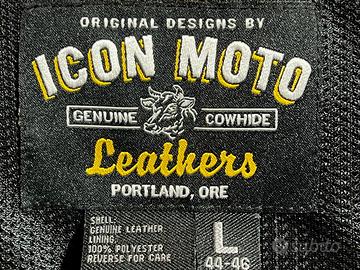 ORIGINAL DESIGNS BY
ICON MOTO
GENUINE COWHIDE
Leathers
PORTLAND, ORE
SHELL:
GENUINE LEATHER
LINING:
100% POLYESTER
REVERSE FOR CARE
L
44-46
subito